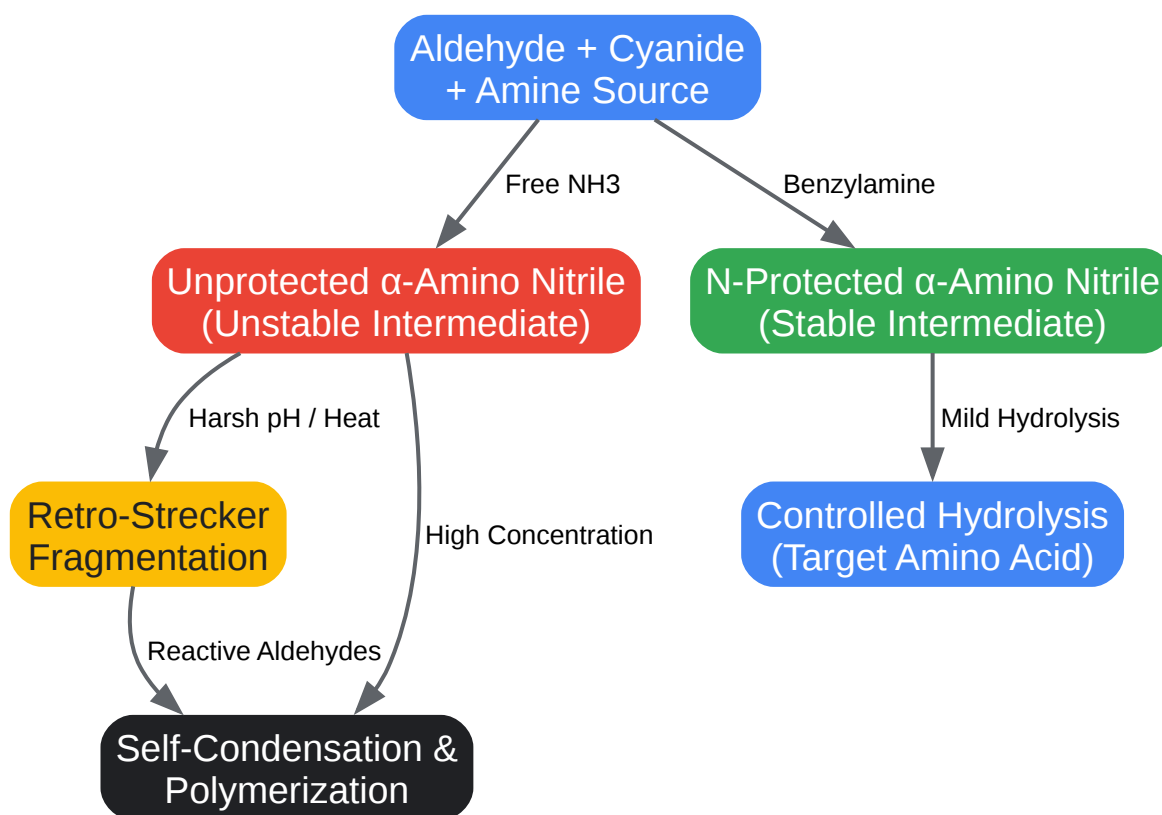 Aldehyde + Cyanide
+ Amine Source
Free NH3
Benzylamine
Unprotected α-Amino Nitrile
(Unstable Intermediate)
N-Protected α-Amino Nitrile
(Stable Intermediate)
Harsh pH / Heat
Mild Hydrolysis
Retro-Strecker
Fragmentation
High Concentration
Controlled Hydrolysis
(Target Amino Acid)
Reactive Aldehydes
Self-Condensation &
Polymerization